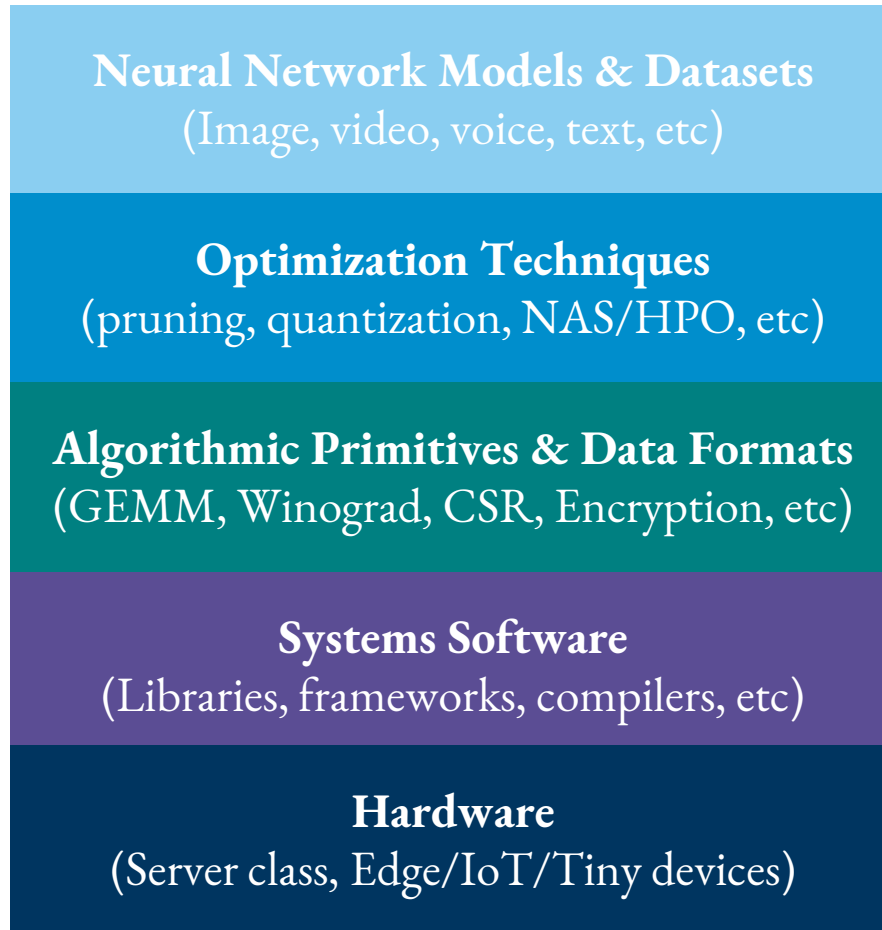 Neural Network Models & Datasets
(Image, video, voice, text, etc)
Optimization Techniques
(pruning, quantization, NAS/HPO, etc)
Algorithmic Primitives & Data Formats
(GEMM, Winograd, CSR, Encryption, etc)
Systems Software
(Libraries, frameworks, compilers, etc)
Hardware
(Server class, Edge/IoT/Tiny devices)